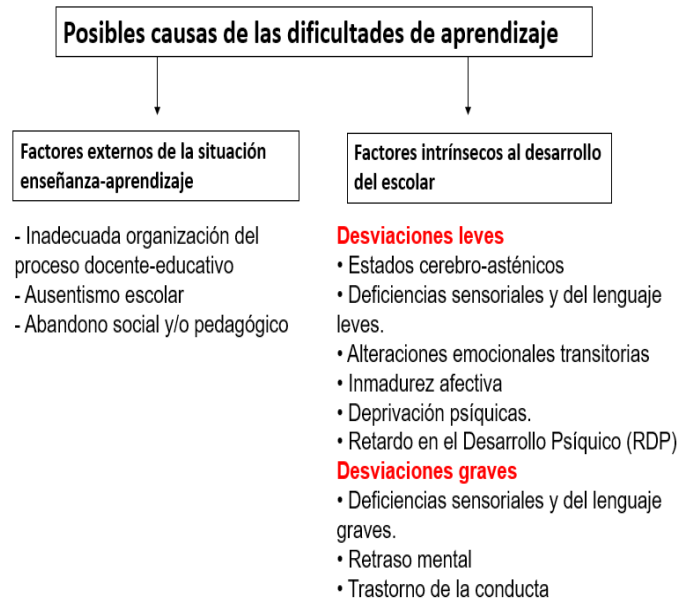 Posibles causas de las dificultades de aprendizaje
Factores externos de la situación
enseñanza-aprendizaje
- Inadecuada organización del
proceso docente-educativo
- Ausentismo escolar
- Abandono social y/o pedagógico
Factores intrínsecos al desarrollo
del escolar
Desviaciones leves
• Estados cerebro-asténicos
• Deficiencias sensoriales y del lenguaje
leves.
• Alteraciones emocionales transitorias
• Inmadurez afectiva
• Deprivación psíquicas.
• Retardo en el Desarrollo Psíquico (RDP)
Desviaciones graves
• Deficiencias sensoriales y del lenguaje
graves.
• Retraso mental
• Trastorno de la conducta